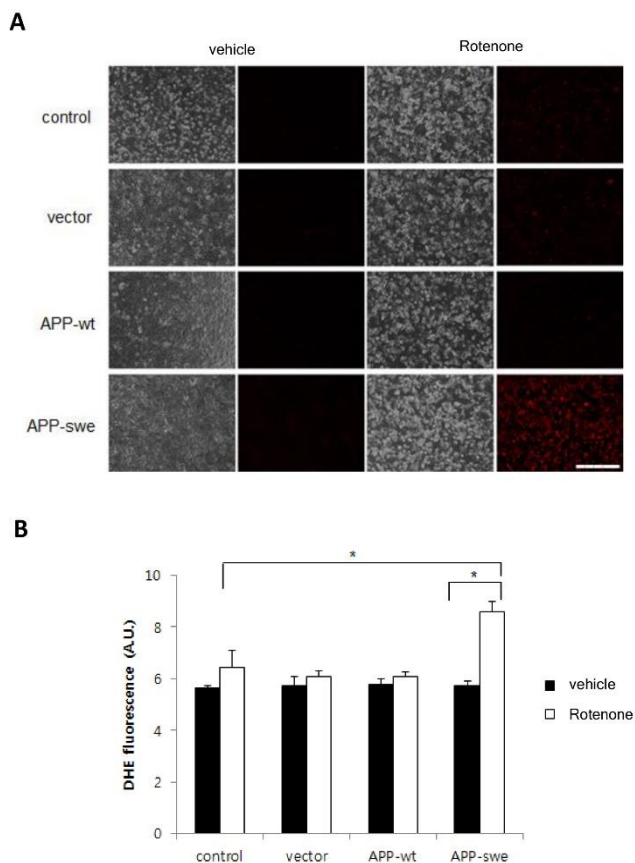 A
vehicle Rotenone
control
vector
APP-wt
APP-swe
B
*
*
10
8
6
4
2
0
DHE fluorescence (A.U.)
vehicle
Rotenone
control vector APP-wt APP-swe